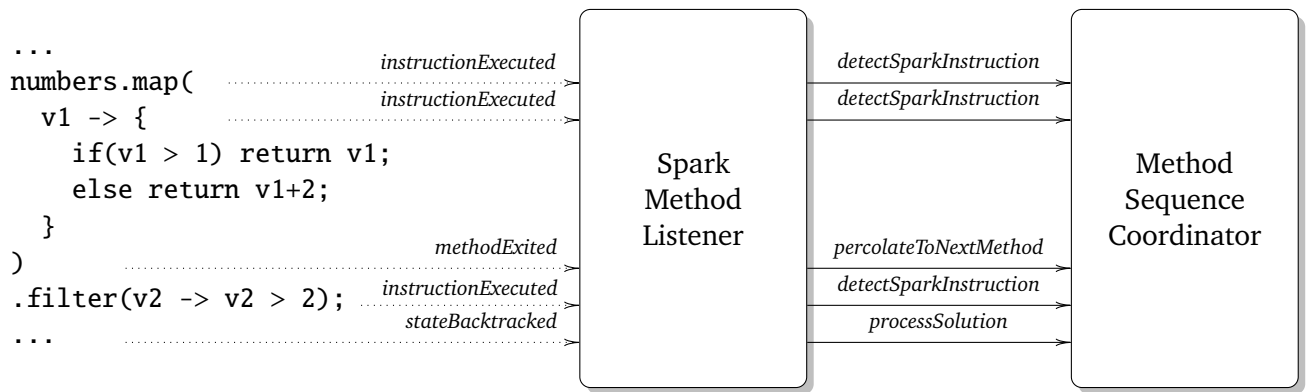 ...
numbers.map(
v1 -> {
if(v1 > 1) return v1;
else return v1+2;
}
)
.filter(v2 -> v2 > 2);
...
instructionExecuted
instructionExecuted
methodExited
instructionExecuted
stateBacktracked
Spark
Method
Listener
detectSparkInstruction
detectSparkInstruction
percolateToNextMethod
detectSparkInstruction
processSolution
Method
Sequence
Coordinator